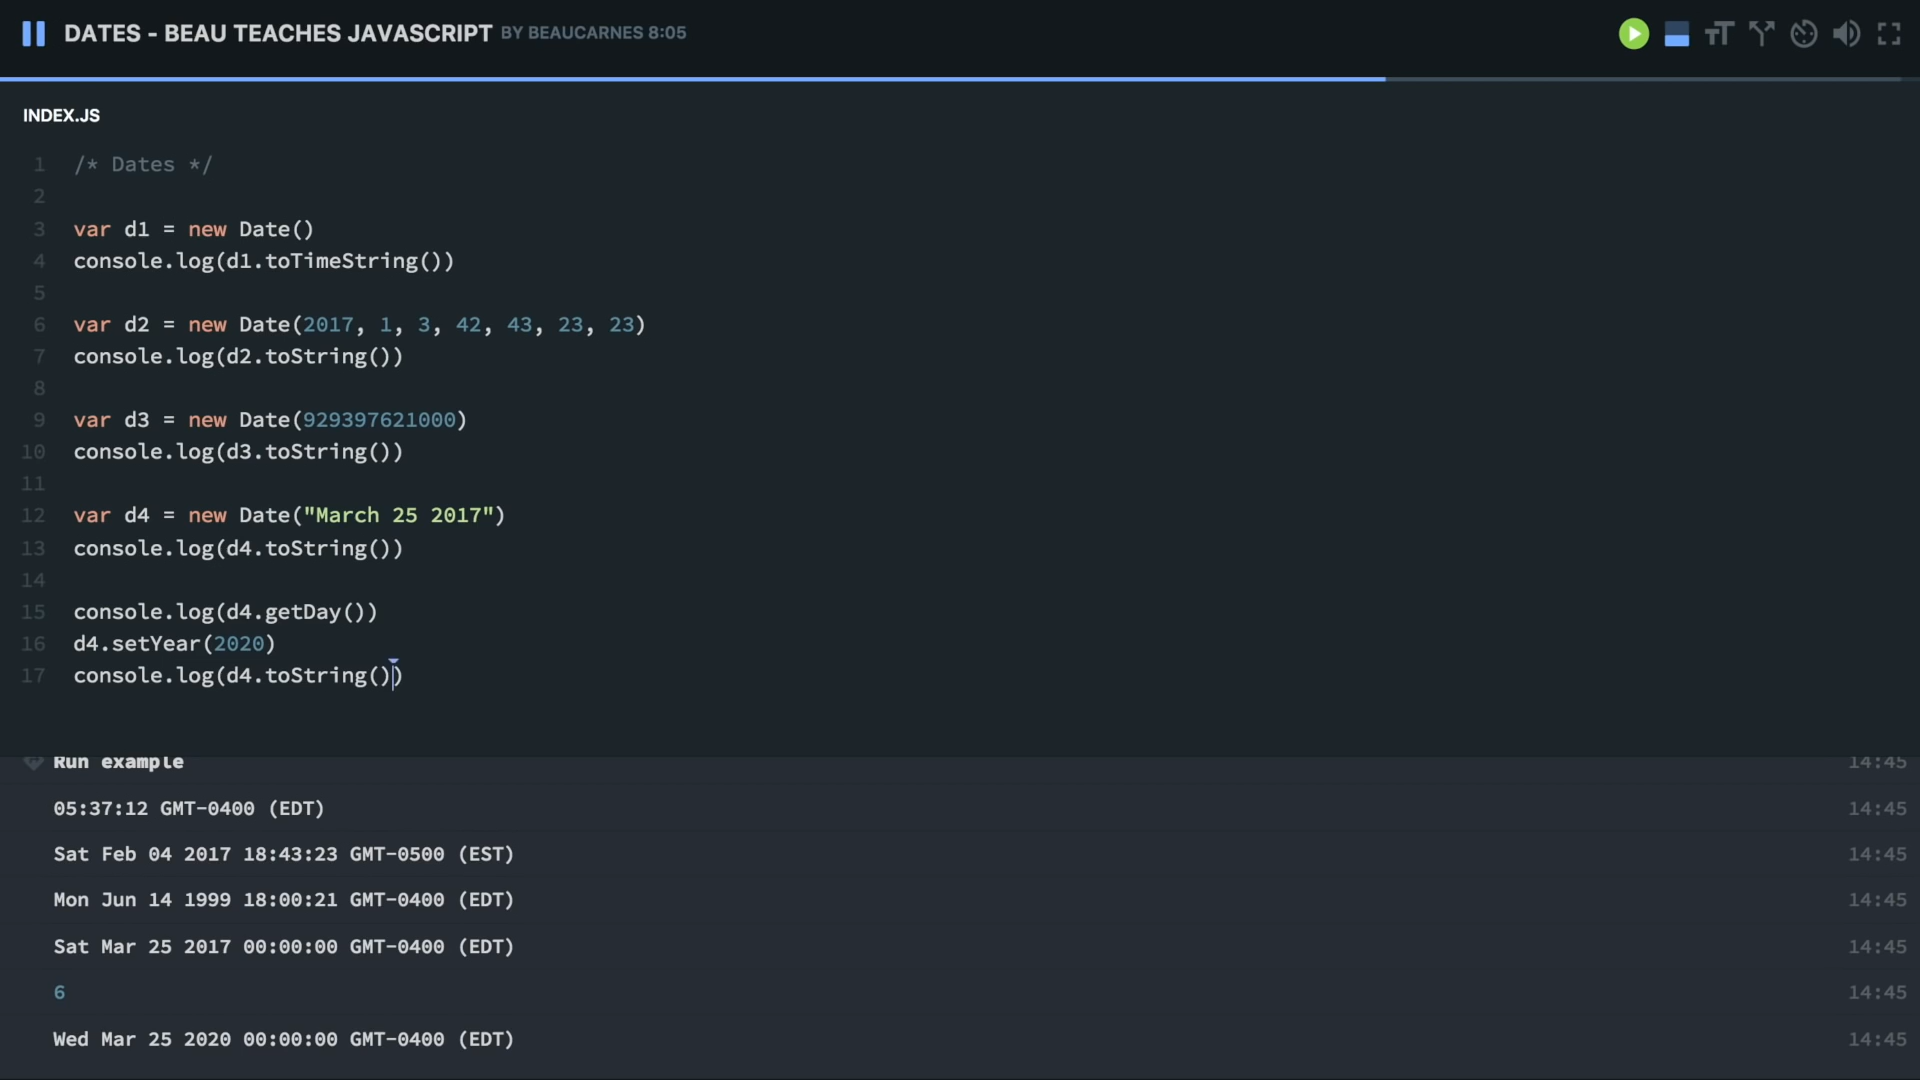 DATES - BEAU TEACHES JAVASCRIPT BY BEAUCARNES 8:05
INDEX.JS
1 /* Dates */
2
3 var d1 = new Date()
4 console.log(d1.toTimeString())
5
6 var d2 = new Date(2017, 1, 3, 42, 43, 23, 23)
7 console.log(d2.toString())
8
9 var d3 = new Date(929397621000)
10 console.log(d3.toString())
11
12 var d4 = new Date("March 25 2017")
13 console.log(d4.toString())
14
15 console.log(d4.getDay())
16 d4.setYear(2020)
17 console.log(d4.toString())
Run example 14:45
05:37:12 GMT-0400 (EDT) 14:45
Sat Feb 04 2017 18:43:23 GMT-0500 (EST) 14:45
Mon Jun 14 1999 18:00:21 GMT-0400 (EDT) 14:45
Sat Mar 25 2017 00:00:00 GMT-0400 (EDT) 14:45
6 14:45
Wed Mar 25 2020 00:00:00 GMT-0400 (EDT) 14:45